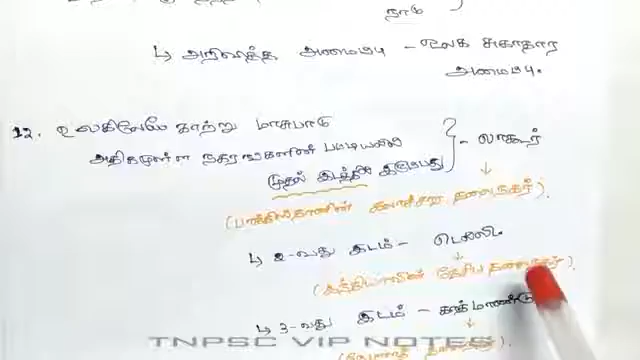 நாடு
↳ அறிவித்த அமைப்பு - உலக சுகாதார
அமைப்பு.
12. உலகிலேயே காற்று மாசுபாடு
அதிகமுள்ள நகரங்களின் பட்டியலில்
முதல் இடத்தில் இருப்பது } - லாகூர்
(பாகிஸ்தானின் கலாச்சார தலைநகர்).
↳ 2-வது இடம் - டெல்லி.
(இந்தியாவின் தேசிய தலைநகர்).
↳ 3-வது இடம் - காத்மாண்டு
TNPSC VIP NOTES